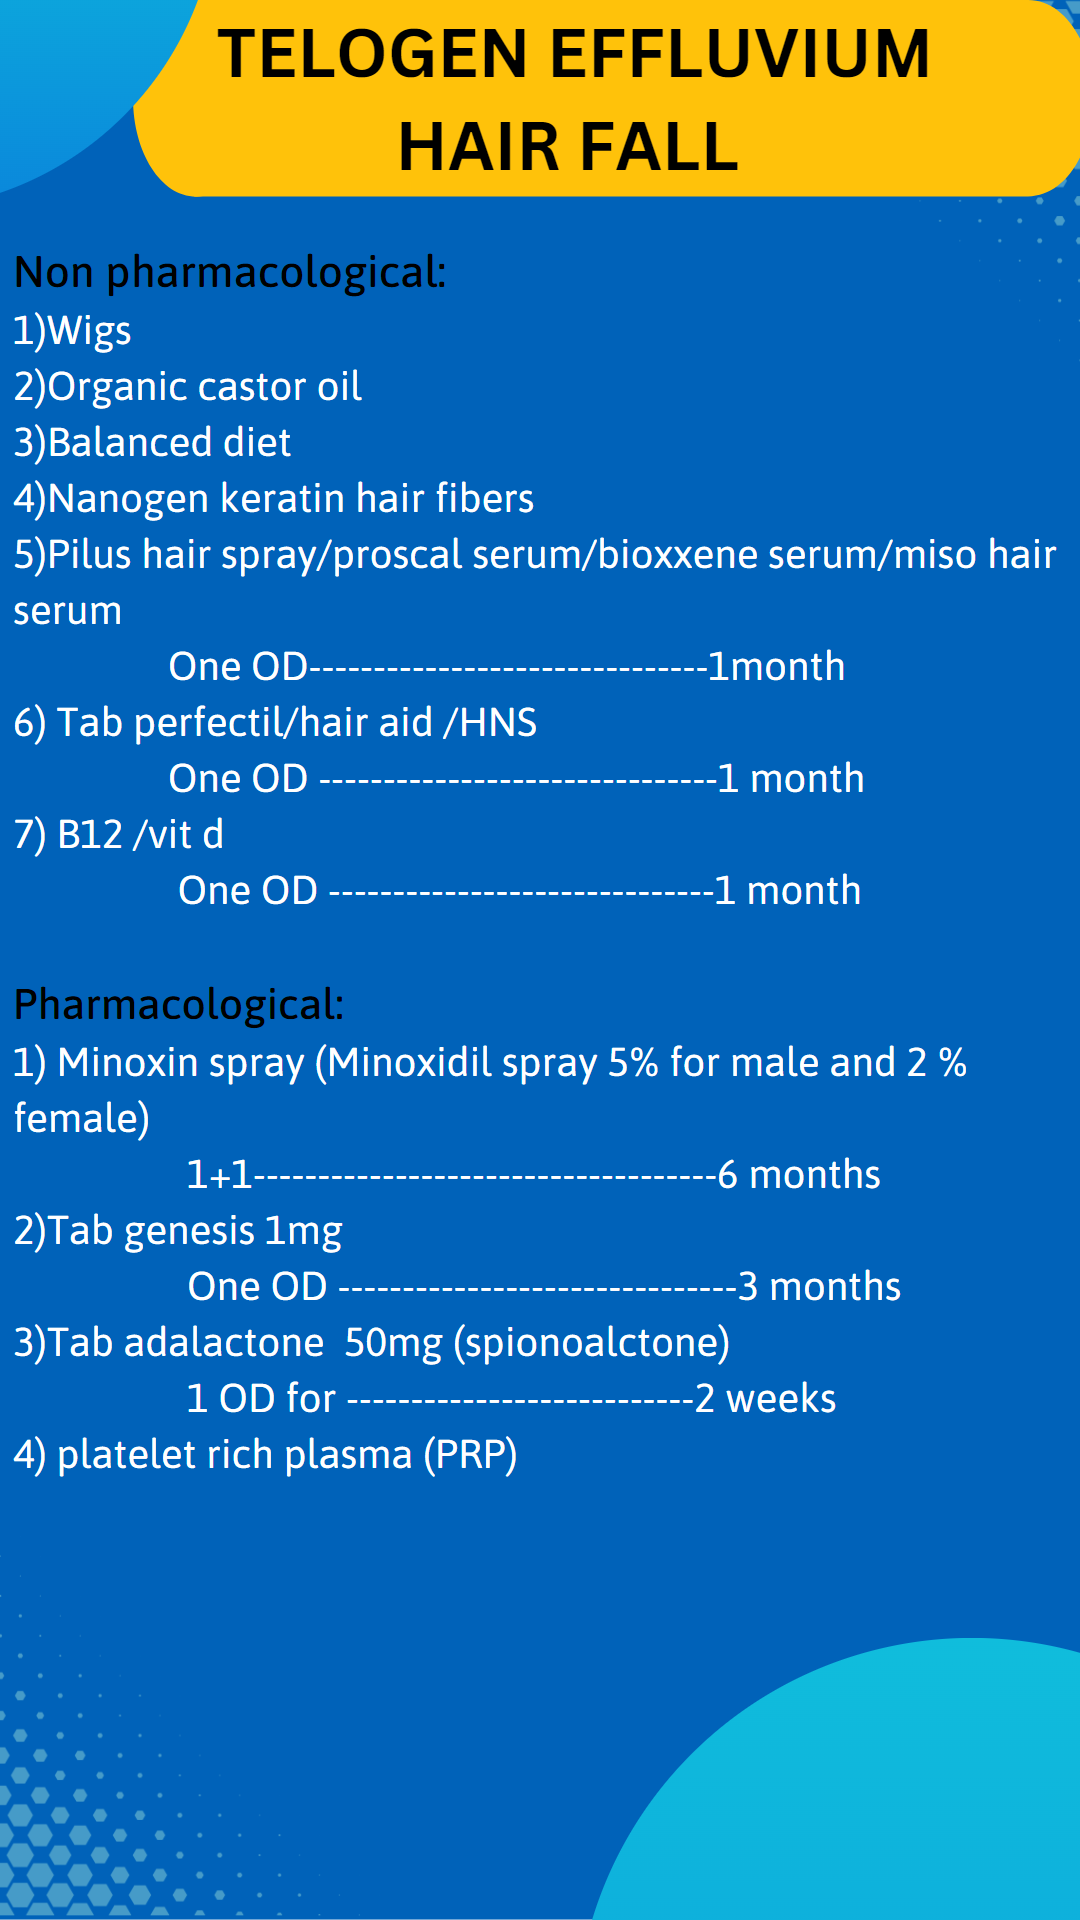 TELOGEN EFFLUVIUM
HAIR FALL
Non pharmacological:
1)Wigs
2)Organic castor oil
3)Balanced diet
4)Nanogen keratin hair fibers
5)Pilus hair spray/proscal serum/bioxxene serum/miso hair
serum
One OD-------------------------------1month
6) Tab perfectil/hair aid /HNS
One OD -------------------------------1 month
7) B12 /vit d
One OD ------------------------------1 month
Pharmacological:
1) Minoxin spray (Minoxidil spray 5% for male and 2 %
female)
1+1------------------------------------6 months
2)Tab genesis 1mg
One OD -------------------------------3 months
3)Tab adalactone  50mg (spionoalctone)
1 OD for ---------------------------2 weeks
4) platelet rich plasma (PRP)